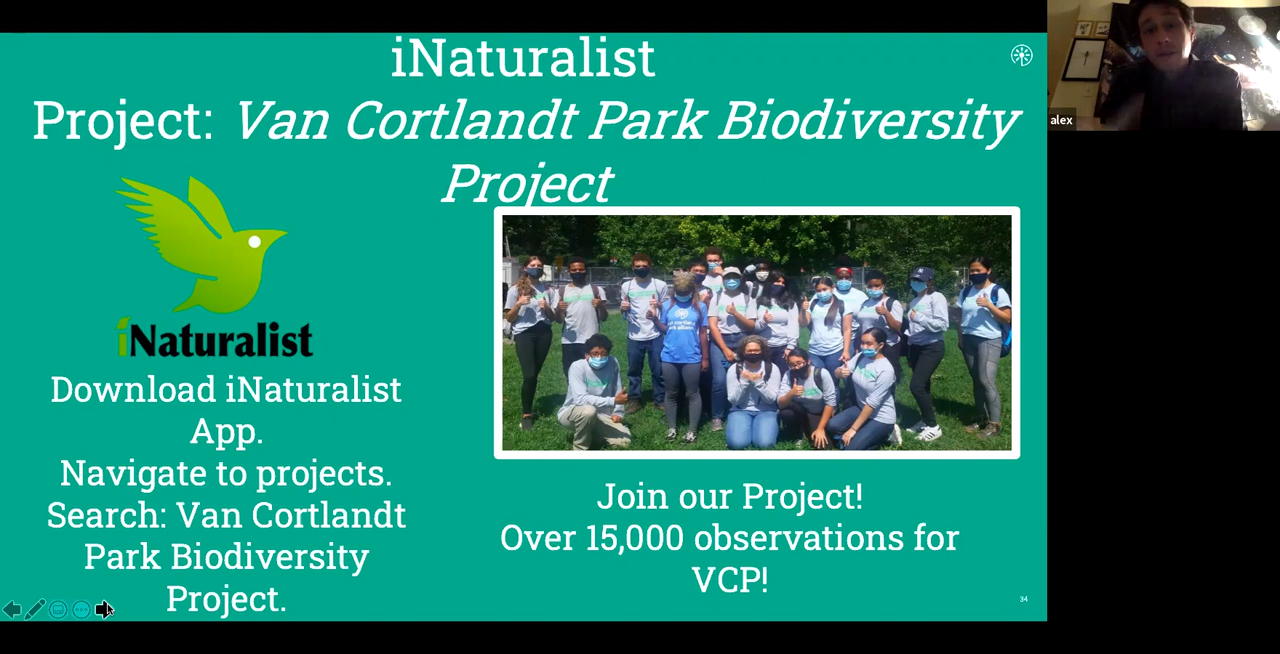 iNaturalist
Project: Van Cortlandt Park Biodiversity
Project
iNaturalist
Download iNaturalist
App.
Navigate to projects.
Search: Van Cortlandt
Park Biodiversity
Project.
Join our Project!
Over 15,000 observations for
VCP!
34
alex